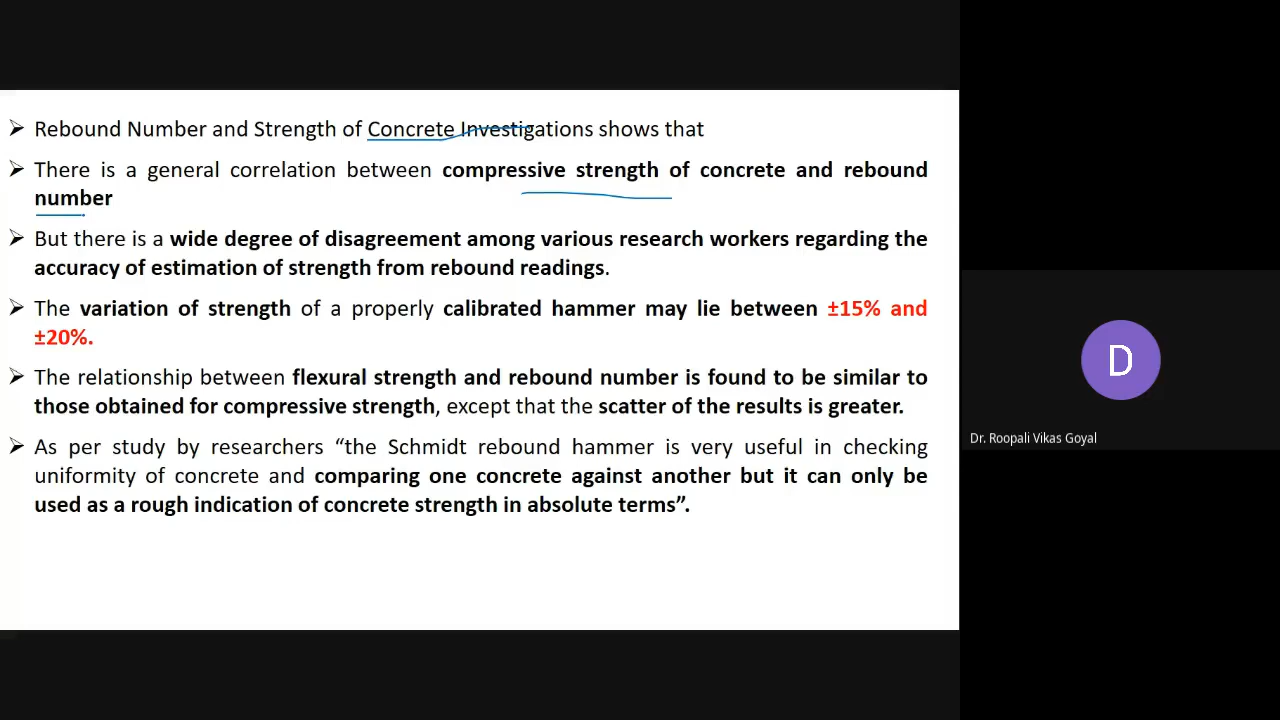 ➢ Rebound Number and Strength of Concrete Investigations shows that
➢ There is a general correlation between compressive strength of concrete and rebound
number
➢ But there is a wide degree of disagreement among various research workers regarding the
accuracy of estimation of strength from rebound readings.
➢ The variation of strength of a properly calibrated hammer may lie between ±15% and
±20%.
➢ The relationship between flexural strength and rebound number is found to be similar to
those obtained for compressive strength, except that the scatter of the results is greater.
➢ As per study by researchers “the Schmidt rebound hammer is very useful in checking
uniformity of concrete and comparing one concrete against another but it can only be
used as a rough indication of concrete strength in absolute terms”.
D
Dr. Roopali Vikas Goyal